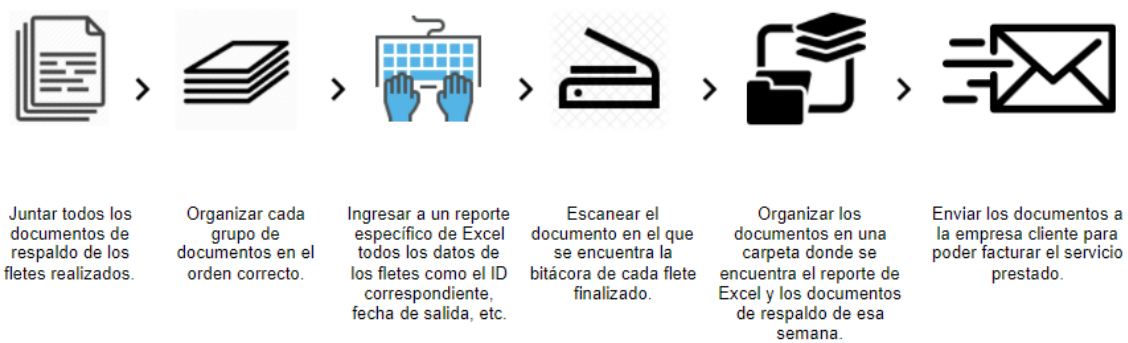 Juntar todos los
documentos de
respaldo de los
fletes realizados.
Organizar cada
grupo de
documentos en el
orden correcto.
Ingresar a un reporte
específico de Excel
todos los datos de
los fletes como el ID
correspondiente,
fecha de salida, etc.
Escanear el
documento en el que
se encuentra la
bitácora de cada flete
finalizado.
Organizar los
documentos en una
carpeta donde se
encuentra el reporte de
Excel y los documentos
de respaldo de esa
semana.
Enviar los documentos a
la empresa cliente para
poder facturar el servicio
prestado.